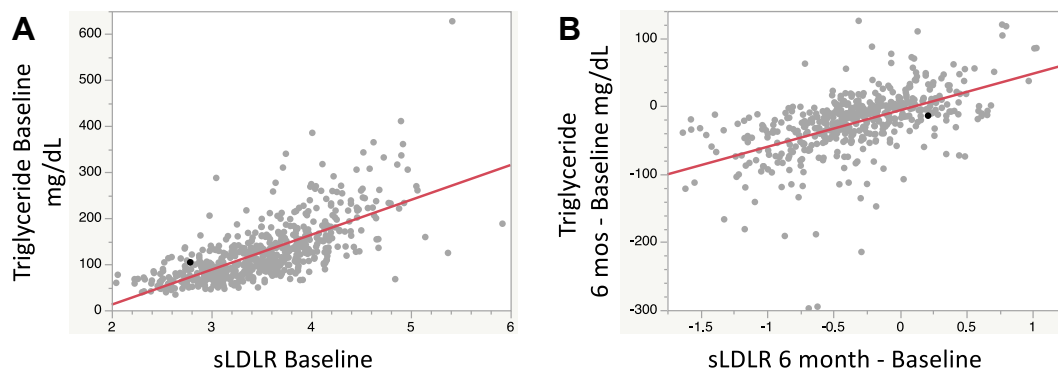 A
Triglyceride Baseline
mg/dL
600
500
400
300
200
100
0
2
3
4
5
6
sLDLR Baseline
B
Triglyceride
6 mos - Baseline mg/dL
100
0
-100
-200
-300
-1.5
-1
-0.5
0
0.5
1
sLDLR 6 month - Baseline